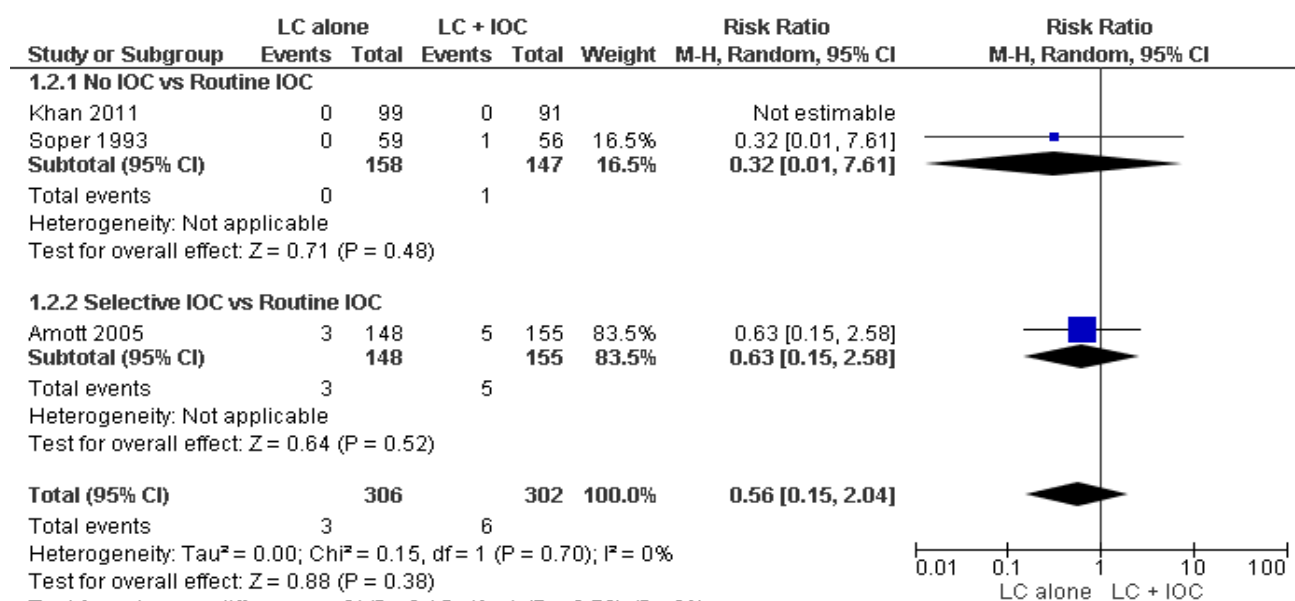 LC alone LC + IOC Risk Ratio Risk Ratio
Study or Subgroup Events Total Events Total Weight M-H, Random, 95% CI M-H, Random, 95% CI
1.2.1 No IOC vs Routine IOC
Khan 2011 0 99 0 91 Not estimable
Soper 1993 0 59 1 56 16.5% 0.32 [0.01, 7.61]
Subtotal (95% CI) 158 147 16.5% 0.32 [0.01, 7.61]
Total events 0 1
Heterogeneity: Not applicable
Test for overall effect: Z = 0.71 (P = 0.48)
1.2.2 Selective IOC vs Routine IOC
Amott 2005 3 148 5 155 83.5% 0.63 [0.15, 2.58]
Subtotal (95% CI) 148 155 83.5% 0.63 [0.15, 2.58]
Total events 3 5
Heterogeneity: Not applicable
Test for overall effect: Z = 0.64 (P = 0.52)
Total (95% CI) 306 302 100.0% 0.56 [0.15, 2.04]
Total events 3 6
Heterogeneity: Tau² = 0.00; Chi² = 0.15, df = 1 (P = 0.70); I² = 0%
Test for overall effect: Z = 0.88 (P = 0.38)
0.01 0.1 1 10 100
LC alone LC + IOC